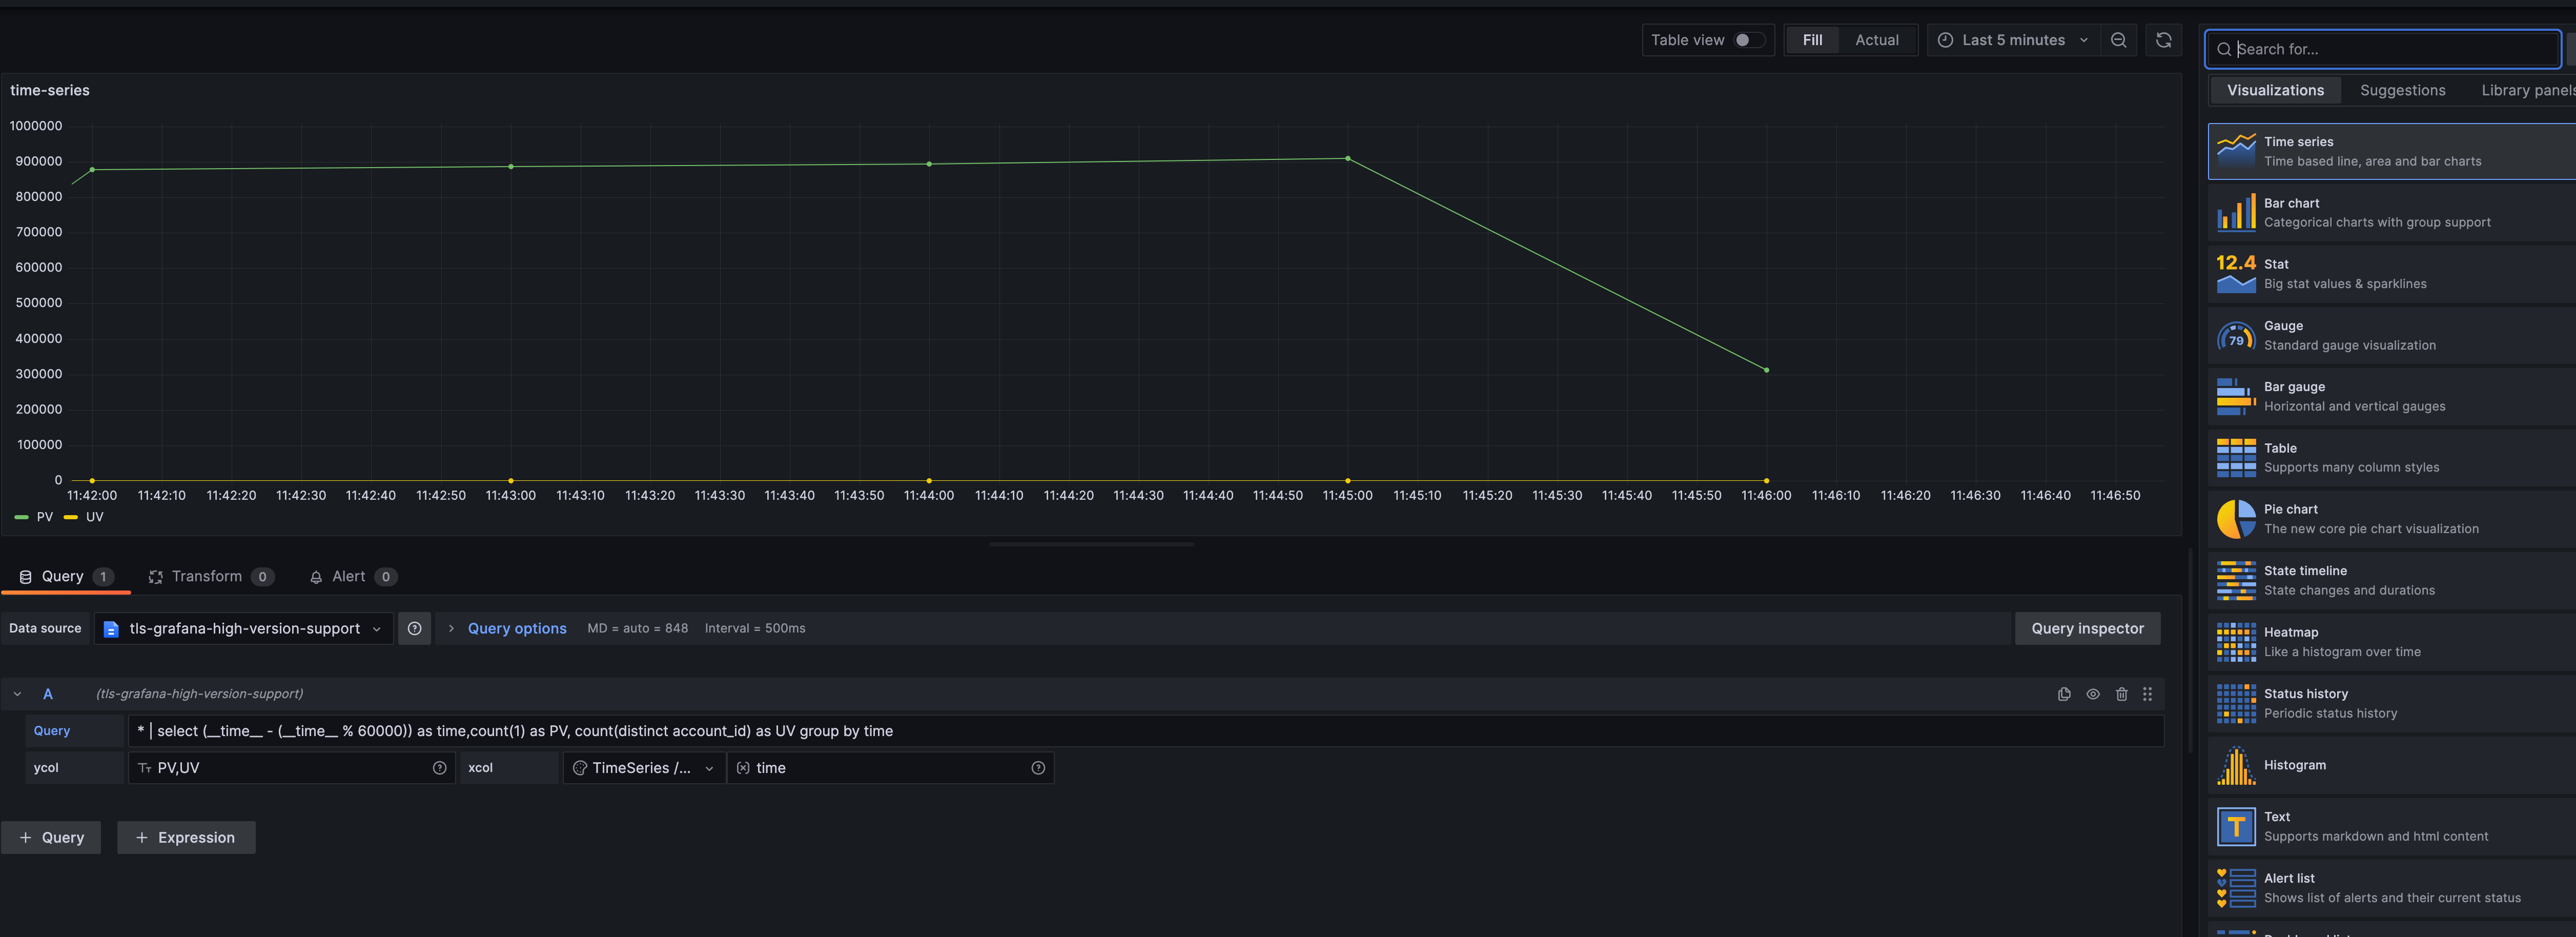 Table view Fill Actual Last 5 minutes
Search for...
time-series
Visualizations Suggestions Library panels
1000000
900000
800000
700000
600000
500000
400000
300000
200000
100000
0
11:42:00 11:42:10 11:42:20 11:42:30 11:42:40 11:42:50 11:43:00 11:43:10 11:43:20 11:43:30 11:43:40 11:43:50 11:44:00 11:44:10 11:44:20 11:44:30 11:44:40 11:44:50 11:45:00 11:45:10 11:45:20 11:45:30 11:45:40 11:45:50 11:46:00 11:46:10 11:46:20 11:46:30 11:46:40 11:46:50
PV UV
Query 1 Transform 0 Alert 0
Data source tls-grafana-high-version-support Query options MD = auto = 848 Interval = 500ms Query inspector
A (tls-grafana-high-version-support)
Query * | select (__time__ - (__time__ % 60000)) as time,count(1) as PV, count(distinct account_id) as UV group by time
ycol PV,UV xcol TimeSeries /... time
+ Query + Expression
Time series
Time based line, area and bar charts
Bar chart
Categorical charts with group support
12.4 Stat
Big stat values & sparklines
Gauge
79 Standard gauge visualization
Bar gauge
Horizontal and vertical gauges
Table
Supports many column styles
Pie chart
The new core pie chart visualization
State timeline
State changes and durations
Heatmap
Like a histogram over time
Status history
Periodic status history
Histogram
Text
Supports markdown and html content
Alert list
Shows list of alerts and their current status